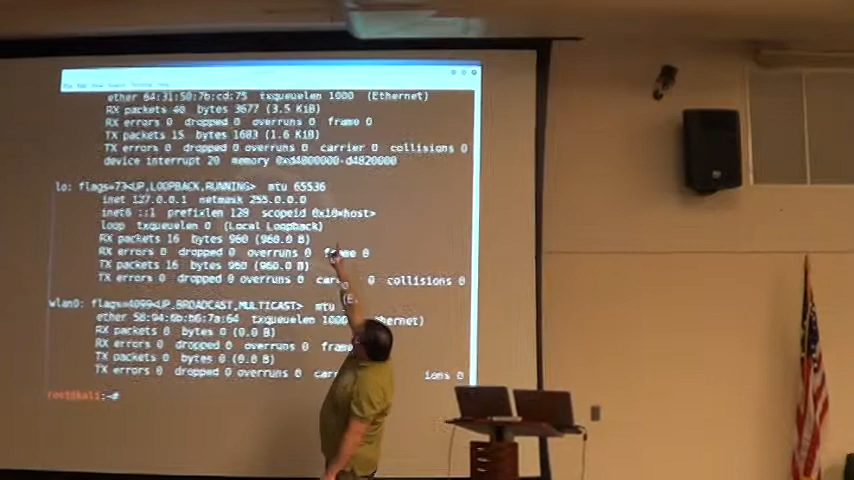 ether 64:31:50:7b:cd:75 txqueuelen 1000 (Ethernet)
RX packets 40 bytes 3677 (3.5 KiB)
RX errors 0 dropped 0 overruns 0 frame 0
TX packets 15 bytes 1683 (1.6 KiB)
TX errors 0 dropped 0 overruns 0 carrier 0 collisions 0
device interrupt 20 memory 0xd4800000-d4820000
lo: flags=73<UP,LOOPBACK,RUNNING> mtu 65536
inet 127.0.0.1 netmask 255.0.0.0
inet6 ::1 prefixlen 128 scopeid 0x10<host>
loop txqueuelen 0 (Local Loopback)
RX packets 16 bytes 960 (960.0 B)
RX errors 0 dropped 0 overruns 0 frame 0
TX packets 16 bytes 960 (960.0 B)
TX errors 0 dropped 0 overruns 0 car 0 collisions 0
wlan0: flags=4099<UP,BROADCAST,MULTICAST> mtu
ether 58:94:6b:b6:7a:64 txqueuelen 1000 hernet)
RX packets 0 bytes 0 (0.0 B)
RX errors 0 dropped 0 overruns 0 fram 0
TX packets 0 bytes 0 (0.0 B)
TX errors 0 dropped 0 overruns 0 car ions 0
root@kali:~#